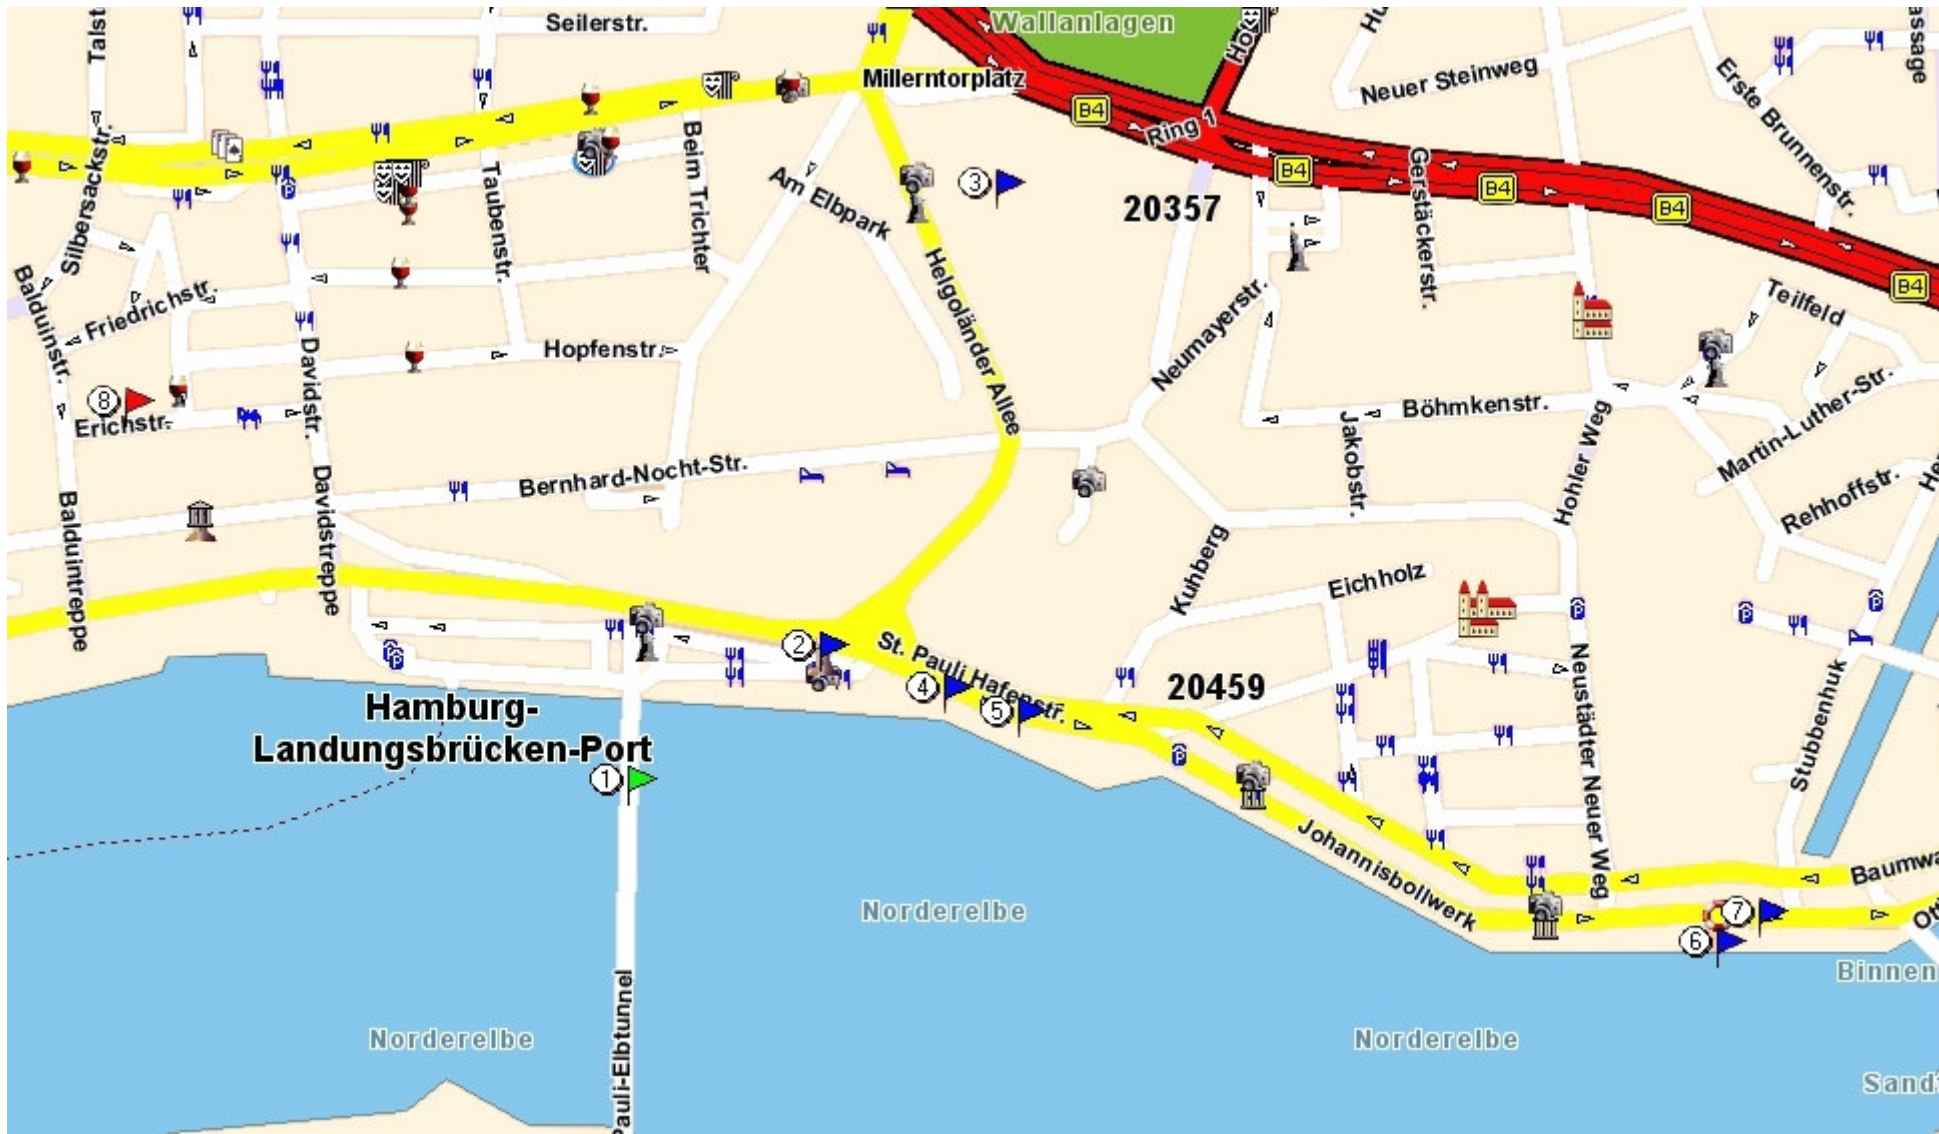 Wallanlagen
Seilerstr.
Talst
Millerntorplatz
Neuer Steinweg
Erste Brunnenstr.
assage
B4
Ring 1
B4
B4
B4
B4
Silbersackstr.
Taubenstr.
Beim Trichter
Am Elbpark
3
20357
Gerstäckerstr.
Balduinstr.
Friedrichstr.
Davidstr.
Hopfenstr.
Helgoländer Allee
Neumayerstr.
Teilfeld
8
Erichstr.
Böhmkenstr.
Jakobstr.
Hohler Weg
Martin-Luther-Str.
Rehhoffstr.
Bernhard-Nocht-Str.
Balduintreppe
Davidstreppe
Kuhberg
Eichholz
2
St. Pauli Hafenstr.
4
5
20459
Neustädter Neuer Weg
Stubbenhuk
Hamburg-
Landungsbrücken-Port
1
Johannisbollwerk
Baumwa
7
6
Ott
Norderelbe
Binnen
Norderelbe
Norderelbe
Pauli-Elbtunnel
Sandt